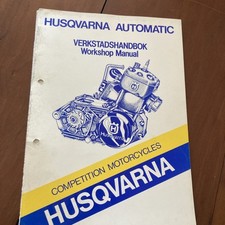 HUSQVARNA AUTOMATIC
VERKSTADSHANDBOK
Workshop Manual
COMPETITION MOTORCYCLES
HUSQVARNA